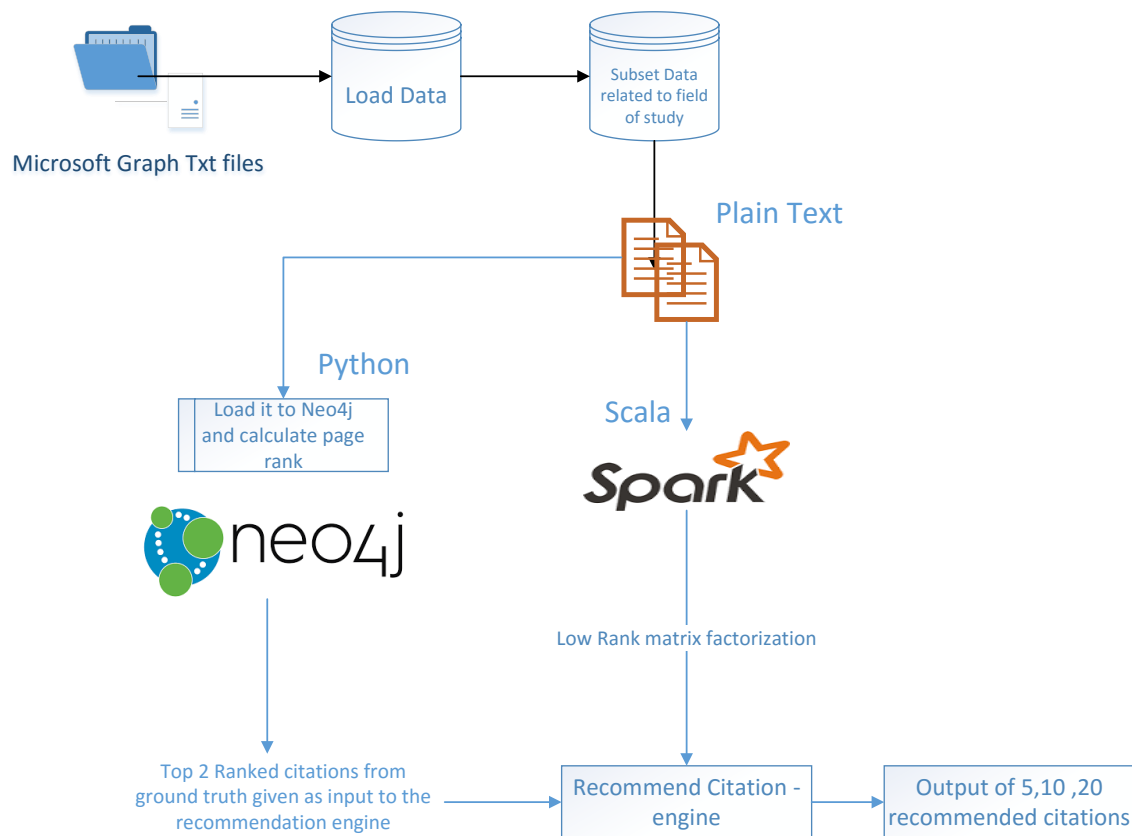 Load Data
Subset Data
related to field
of study
Microsoft Graph Txt files
Plain Text
Python
Load it to Neo4j
and calculate page
rank
Scala
Spark
neo4j
Low Rank matrix factorization
Top 2 Ranked citations from
ground truth given as input to the
recommendation engine
Recommend Citation -
engine
Output of 5,10 ,20
recommended citations